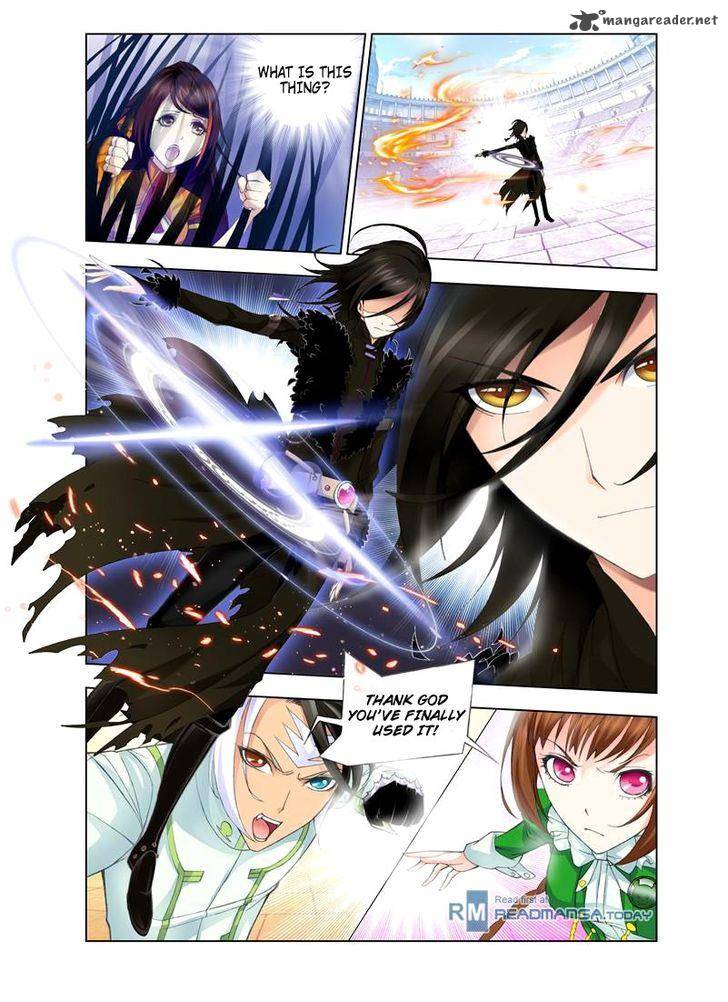 mangareader.net
WHAT IS THIS
THING?
THANK GOD
YOU'VE FINALLY
USED IT!
Read first at
RM
READMANGA.TODAY